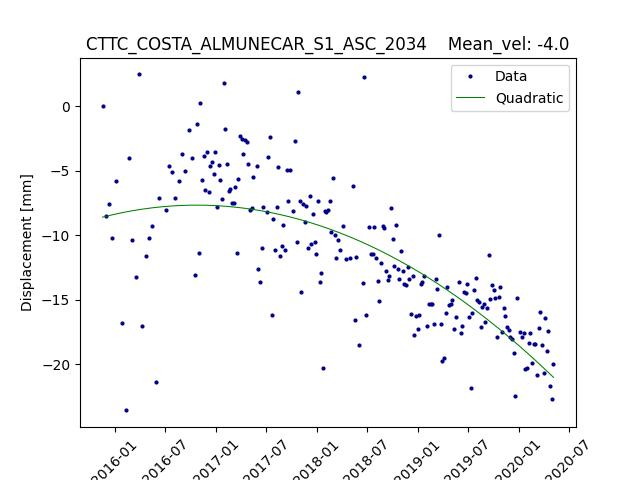 CTTC_COSTA_ALMUNECAR_S1_ASC_2034 Mean_vel: -4.0
Data
Quadratic
0
−5
−10
−15
−20
Displacement [mm]
2016-01 2016-07 2017-01 2017-07 2018-01 2018-07 2019-01 2019-07 2020-01 2020-07